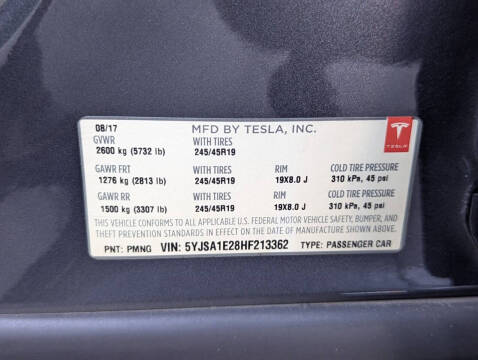 08/17 MFD BY TESLA, INC.
GVWR WITH TIRES
2600 kg (5732 lb) 245/45R19
TESLA
GAWR FRT WITH TIRES RIM COLD TIRE PRESSURE
1276 kg (2813 lb) 245/45R19 19X8.0 J 310 kPa, 45 psi
GAWR RR WITH TIRES RIM COLD TIRE PRESSURE
1500 kg (3307 lb) 245/45R19 19X8.0 J 310 kPa, 45 psi
THIS VEHICLE CONFORMS TO ALL APPLICABLE U.S. FEDERAL MOTOR VEHICLE SAFETY, BUMPER, AND
THEFT PREVENTION STANDARDS IN EFFECT ON THE DATE OF MANUFACTURE SHOWN ABOVE.
PNT: PMNG VIN: 5YJSA1E28HF213362 TYPE: PASSENGER CAR